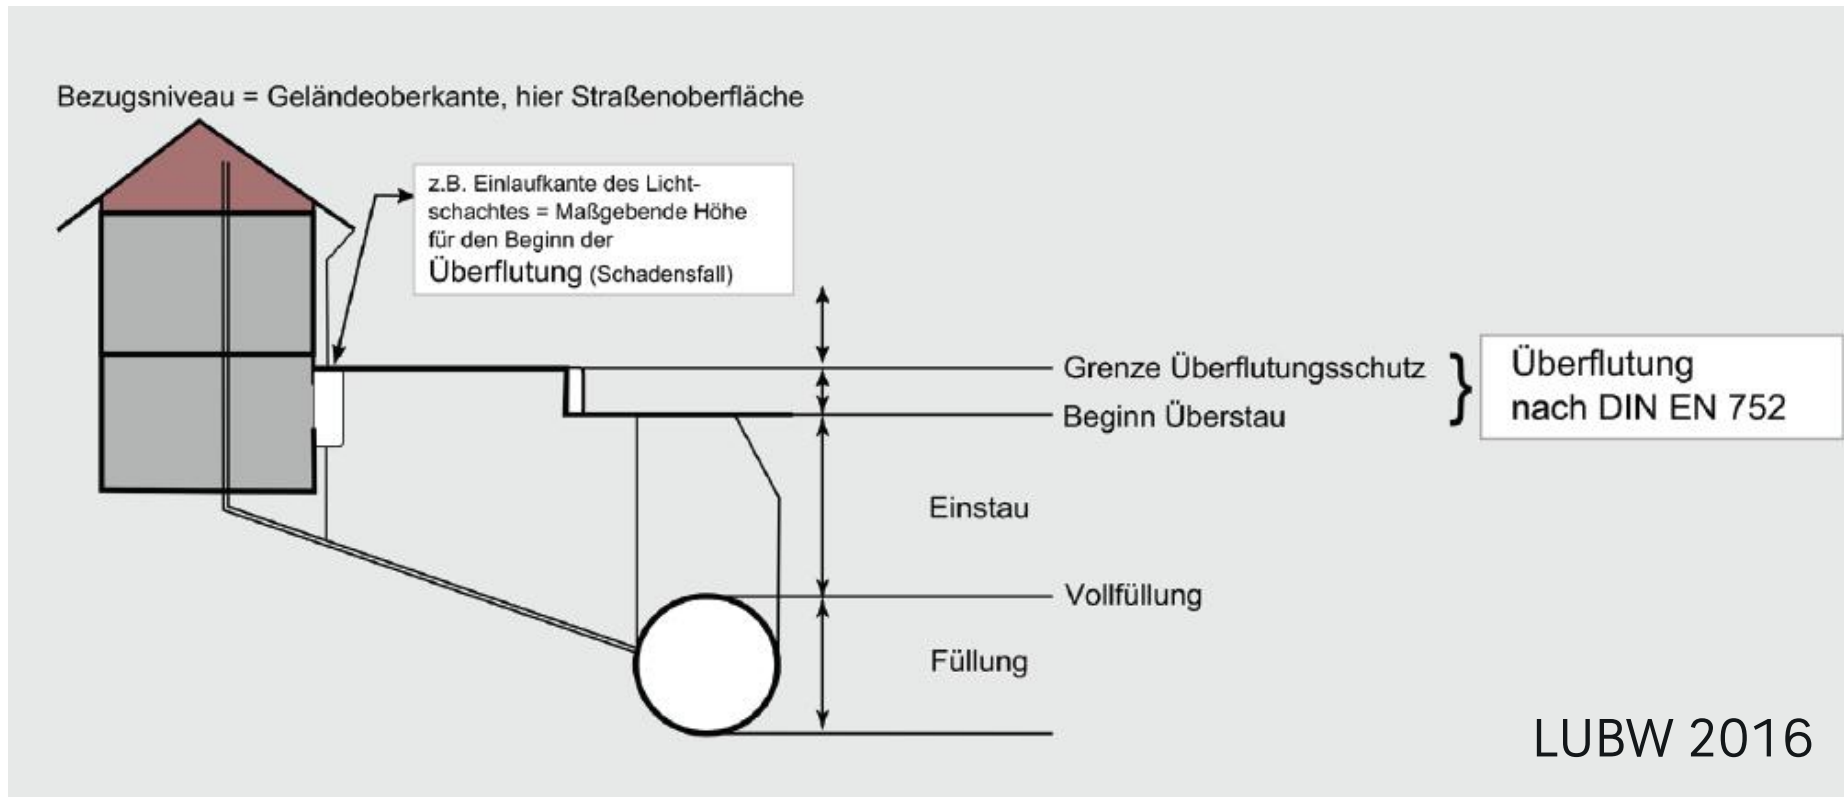 Bezugsniveau = Geländeoberkante, hier Straßenoberfläche
z.B. Einlaufkante des Licht-
schachtes = Maßgebende Höhe
für den Beginn der
Überflutung (Schadensfall)
Grenze Überflutungsschutz
Beginn Überstau
}
Überflutung
nach DIN EN 752
Einstau
Vollfüllung
Füllung
LUBW 2016